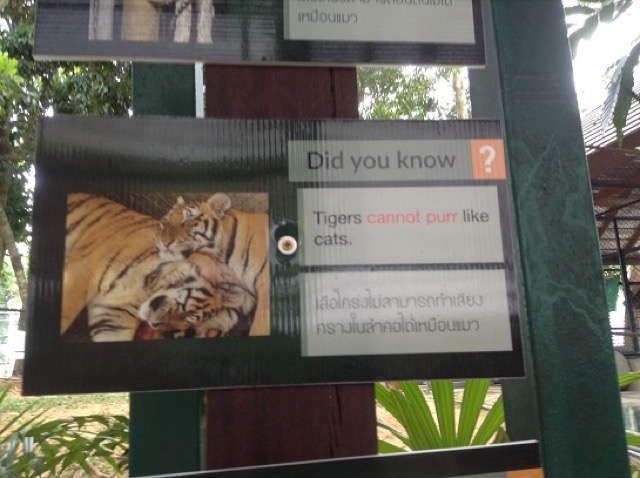 เหมือนแมว
Did you know ?
Tigers cannot purr like
cats.
เสือโคร่งไม่สามารถทำเสียง
ครางในลำคอได้เหมือนแมว